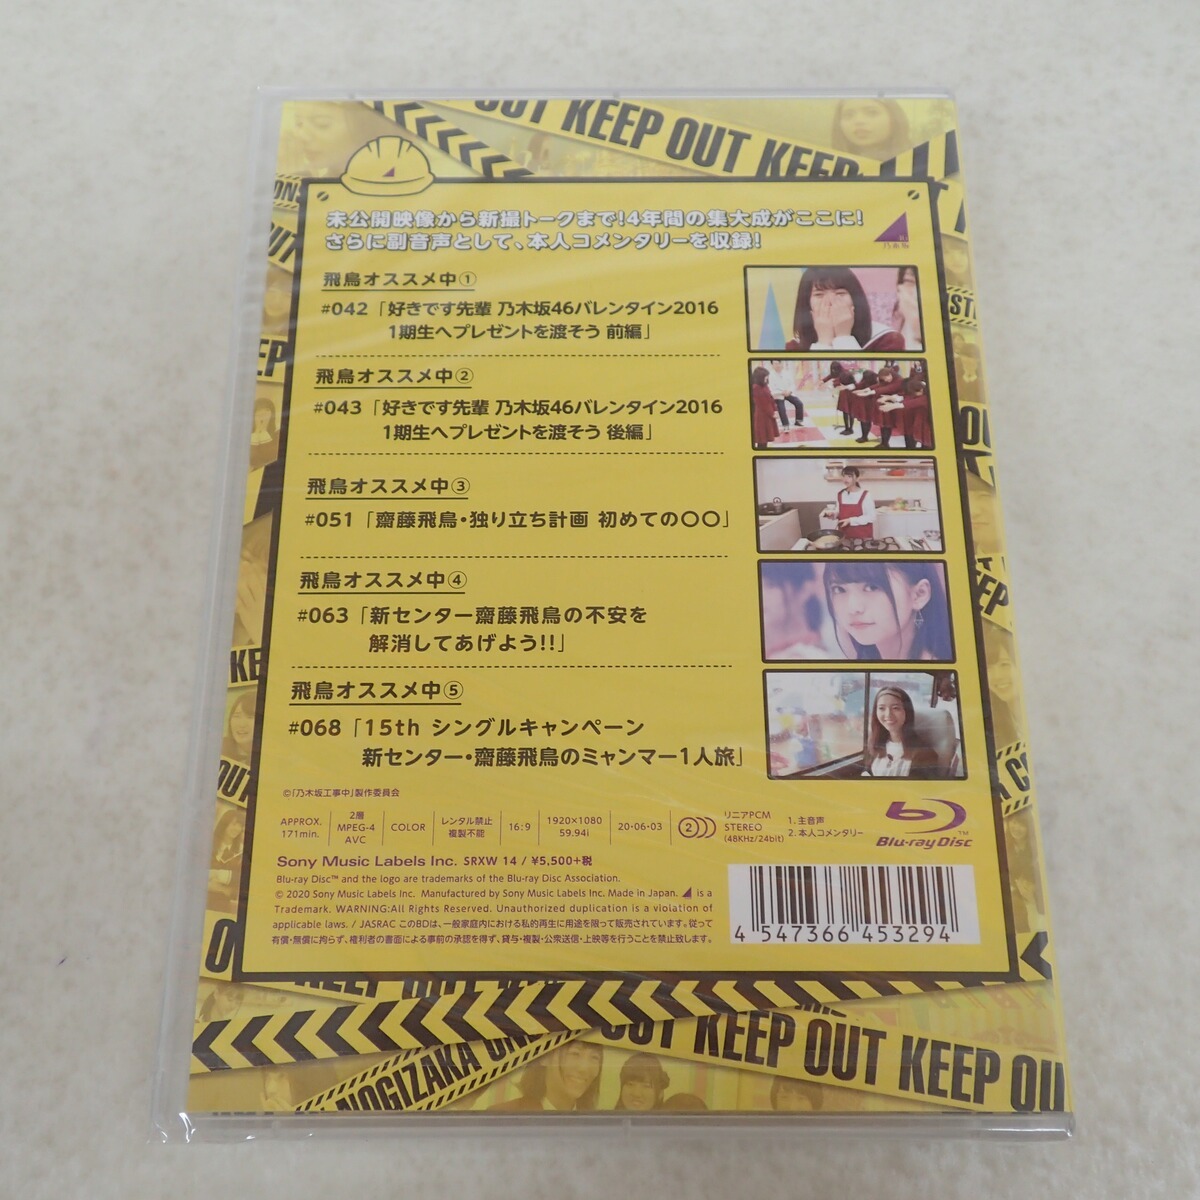 OUT KEEP OUT KEEP
未公開映像から新撮トークまで!4年間の集大成がここに!
さらに副音声として、本人コメンタリーを収録!
乃木坂
飛鳥オススメ中①
#042「好きです先輩 乃木坂46バレンタイン2016
1期生へプレゼントを渡そう 前編」
飛鳥オススメ中②
#043「好きです先輩 乃木坂46バレンタイン2016
1期生へプレゼントを渡そう 後編」
飛鳥オススメ中③
#051「齋藤飛鳥・独り立ち計画 初めての〇〇」
飛鳥オススメ中④
#063「新センター齋藤飛鳥の不安を
解消してあげよう!!」
飛鳥オススメ中⑤
#068「15th シングルキャンペーン
新センター・齋藤飛鳥のミャンマー1人旅」
©「乃木坂工事中」製作委員会
APPROX. 171min.
2層 MPEG-4 AVC
COLOR
レンタル禁止 複製不能
16:9
1920×1080 59.94i
20・06・03
2
リニアPCM STEREO (48KHz/24bit)
1. 主音声
2. 本人コメンタリー
Blu-ray Disc™
Sony Music Labels Inc. SRXW 14 / ¥5,500+税
Blu-ray Disc™ and the logo are trademarks of the Blu-ray Disc Association.
© 2020 Sony Music Labels Inc. Manufactured by Sony Music Labels Inc. Made in Japan. is a
Trademark. WARNING:All Rights Reserved. Unauthorized duplication is a violation of
applicable laws. / JASRAC このBDは、一般家庭内における私的再生に用途を限って販売されています。従って
有償・無償に拘らず、権利者の書面による事前の承認を得ず、貸与・複製・公衆送信・上映等を行うことを禁止致します。
4 547366 453294
OUT KEEP OUT KEEP OU
NOGIZAKA